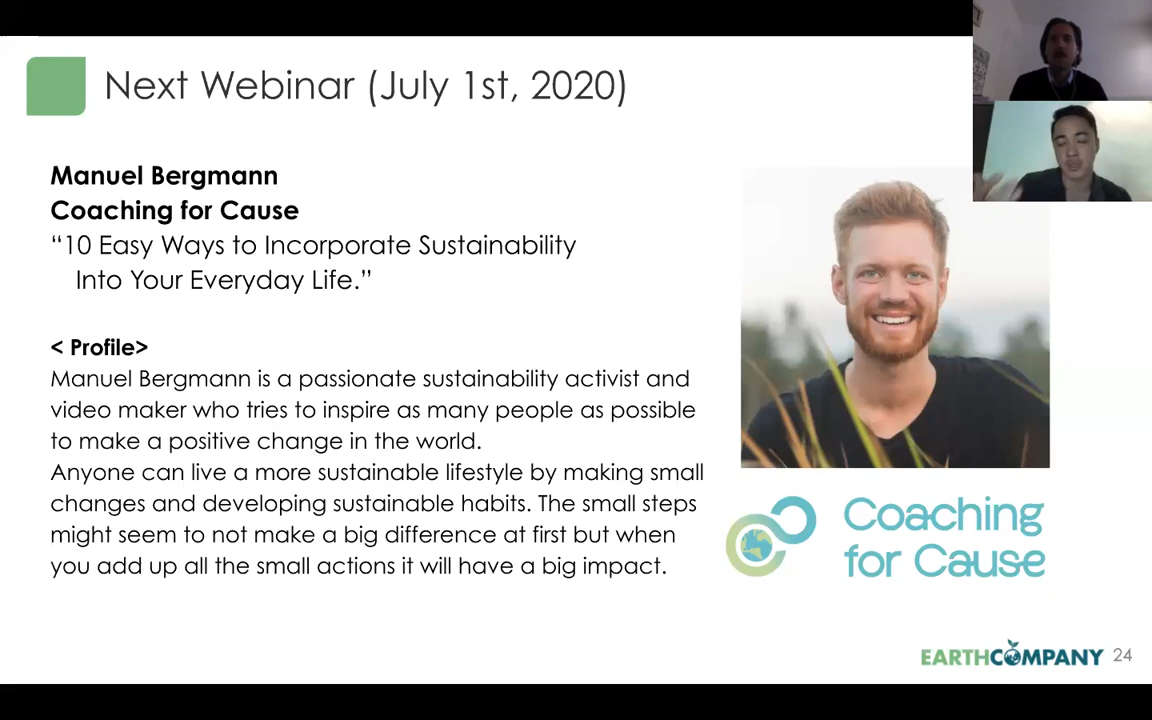 Next Webinar (July 1st, 2020)
Manuel Bergmann
Coaching for Cause
“10 Easy Ways to Incorporate Sustainability
Into Your Everyday Life.”
< Profile>
Manuel Bergmann is a passionate sustainability activist and
video maker who tries to inspire as many people as possible
to make a positive change in the world.
Anyone can live a more sustainable lifestyle by making small
changes and developing sustainable habits. The small steps
might seem to not make a big difference at first but when
you add up all the small actions it will have a big impact.
Coaching
for Cause
EARTHCOMPANY
24